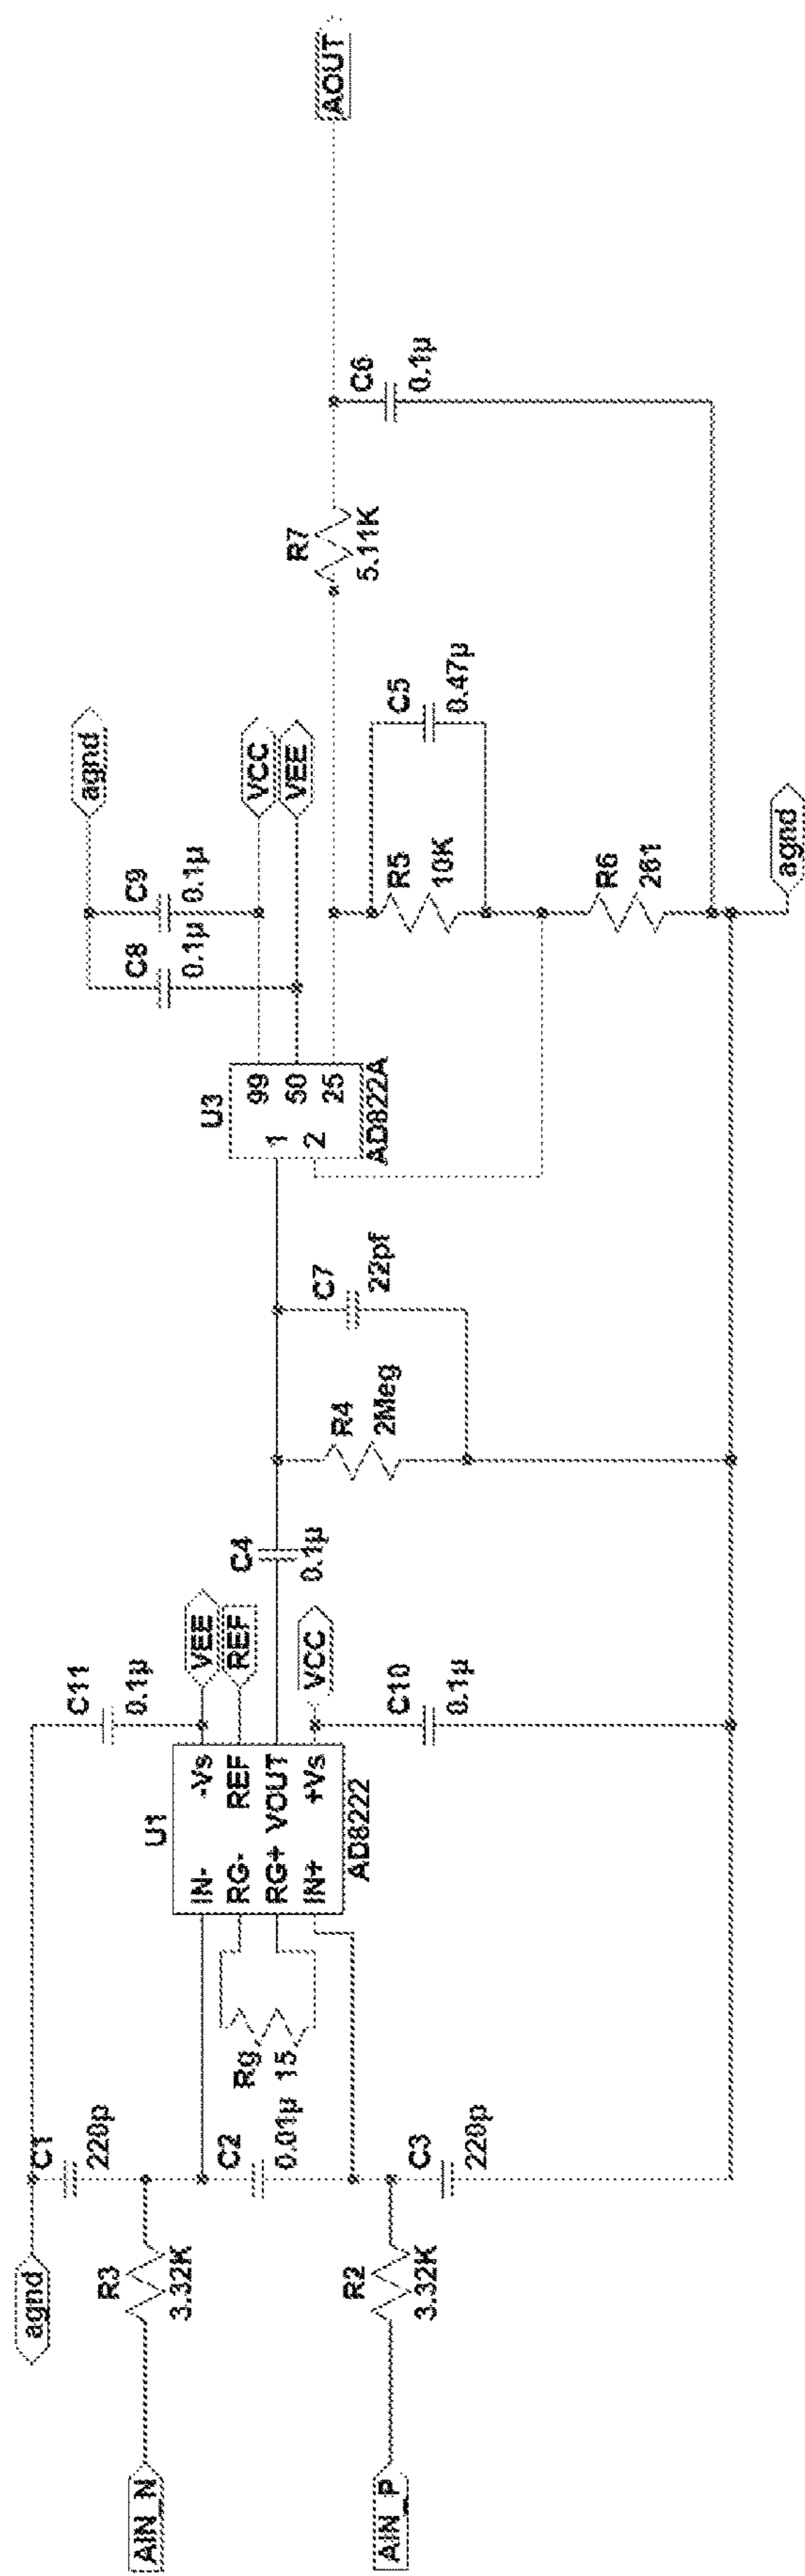 AIN_N
AIN_P
agnd
R3
3.32K
R2
3.32K
C1
C2
0.01µ
C3
Rg
15
U1
IN-
-Vs
RG-
REF
RG+
VOUT
IN+
+Vs
AD8222
C11
0.1µ
VEE
REF
VCC
C10
0.1µ
C4
0.1µ
R4
2Meg
C7
22pf
U3
1
2
99
50
25
AD822A
C8
0.1µ
C9
0.1µ
agnd
VCC
VEE
R5
10K
C5
0.47µ
R6
261
agnd
R7
5.11K
C6
0.1µ
AOUT